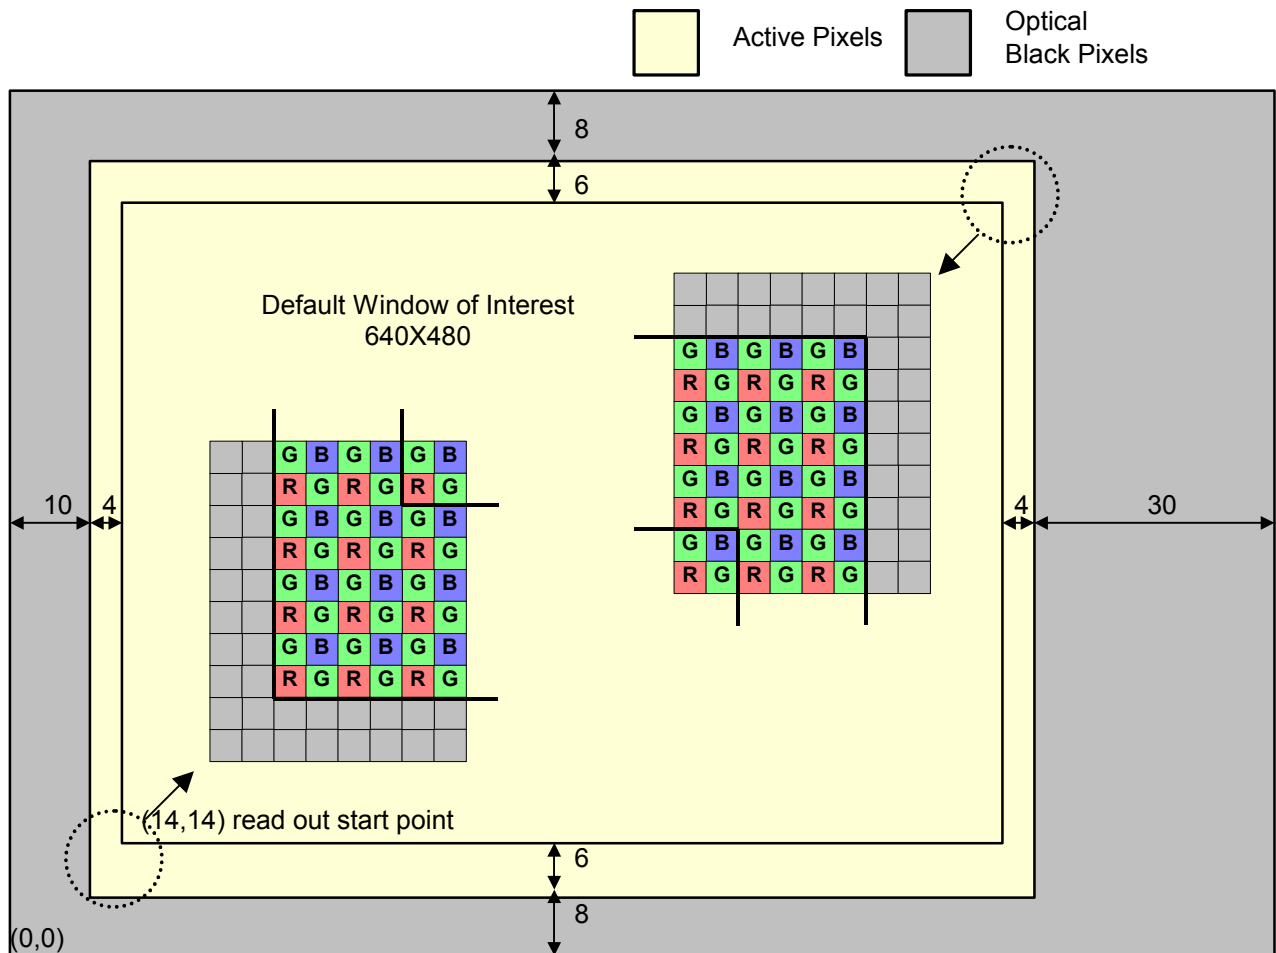 Active Pixels
Optical
Black Pixels
8
6
Default Window of Interest
640X480
G B G B G B
R G R G R G
G B G B G B
R G R G R G
G B G B G B
R G R G R G
G B G B G B
R G R G R G
G B G B G B
R G R G R G
G B G B G B
R G R G R G
G B G B G B
R G R G R G
G B G B G B
R G R G R G
10
4
4
30
(14,14) read out start point
6
8
(0,0)